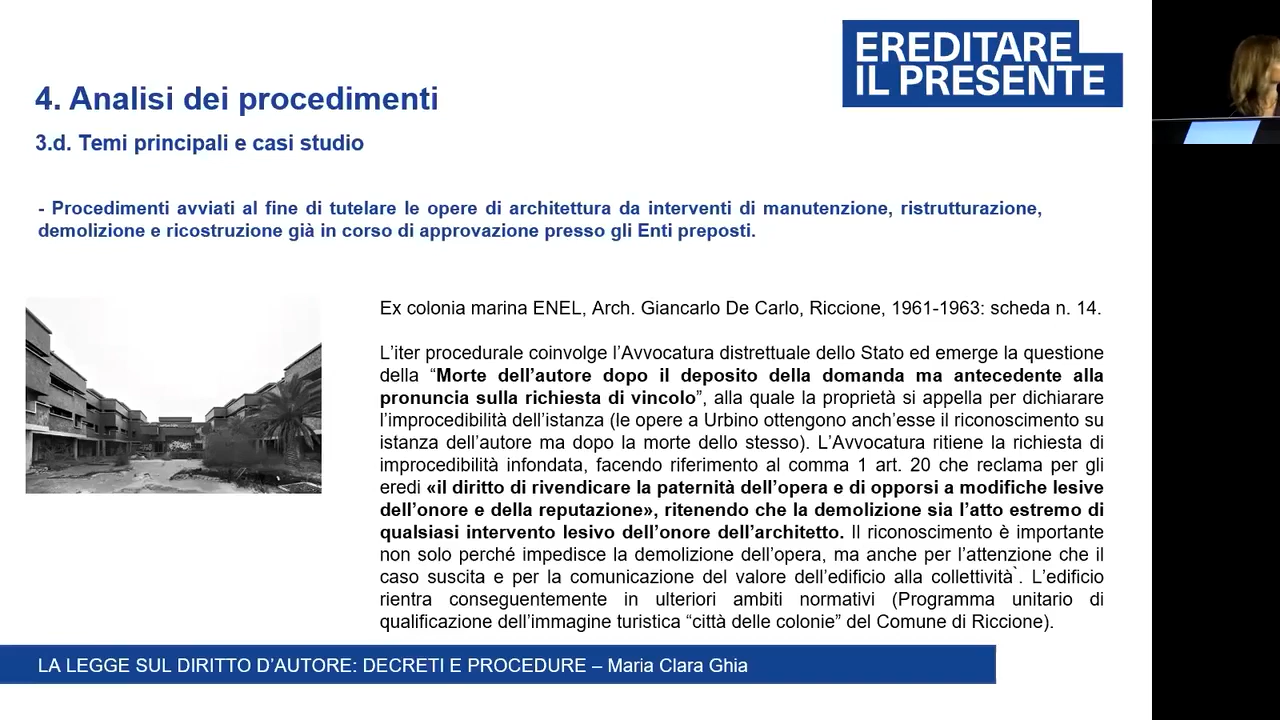 EREDITARE
IL PRESENTE
4. Analisi dei procedimenti
3.d. Temi principali e casi studio
- Procedimenti avviati al fine di tutelare le opere di architettura da interventi di manutenzione, ristrutturazione,
demolizione e ricostruzione già in corso di approvazione presso gli Enti preposti.
Ex colonia marina ENEL, Arch. Giancarlo De Carlo, Riccione, 1961-1963: scheda n. 14.
L’iter procedurale coinvolge l’Avvocatura distrettuale dello Stato ed emerge la questione
della “Morte dell’autore dopo il deposito della domanda ma antecedente alla
pronuncia sulla richiesta di vincolo”, alla quale la proprietà si appella per dichiarare
l’improcedibilità dell’istanza (le opere a Urbino ottengono anch’esse il riconoscimento su
istanza dell’autore ma dopo la morte dello stesso). L’Avvocatura ritiene la richiesta di
improcedibilità infondata, facendo riferimento al comma 1 art. 20 che reclama per gli
eredi «il diritto di rivendicare la paternità dell’opera e di opporsi a modifiche lesive
dell’onore e della reputazione», ritenendo che la demolizione sia l’atto estremo di
qualsiasi intervento lesivo dell’onore dell’architetto. Il riconoscimento è importante
non solo perché impedisce la demolizione dell’opera, ma anche per l’attenzione che il
caso suscita e per la comunicazione del valore dell’edificio alla collettività`. L’edificio
rientra conseguentemente in ulteriori ambiti normativi (Programma unitario di
qualificazione dell’immagine turistica “città delle colonie” del Comune di Riccione).
LA LEGGE SUL DIRITTO D’AUTORE: DECRETI E PROCEDURE – Maria Clara Ghia